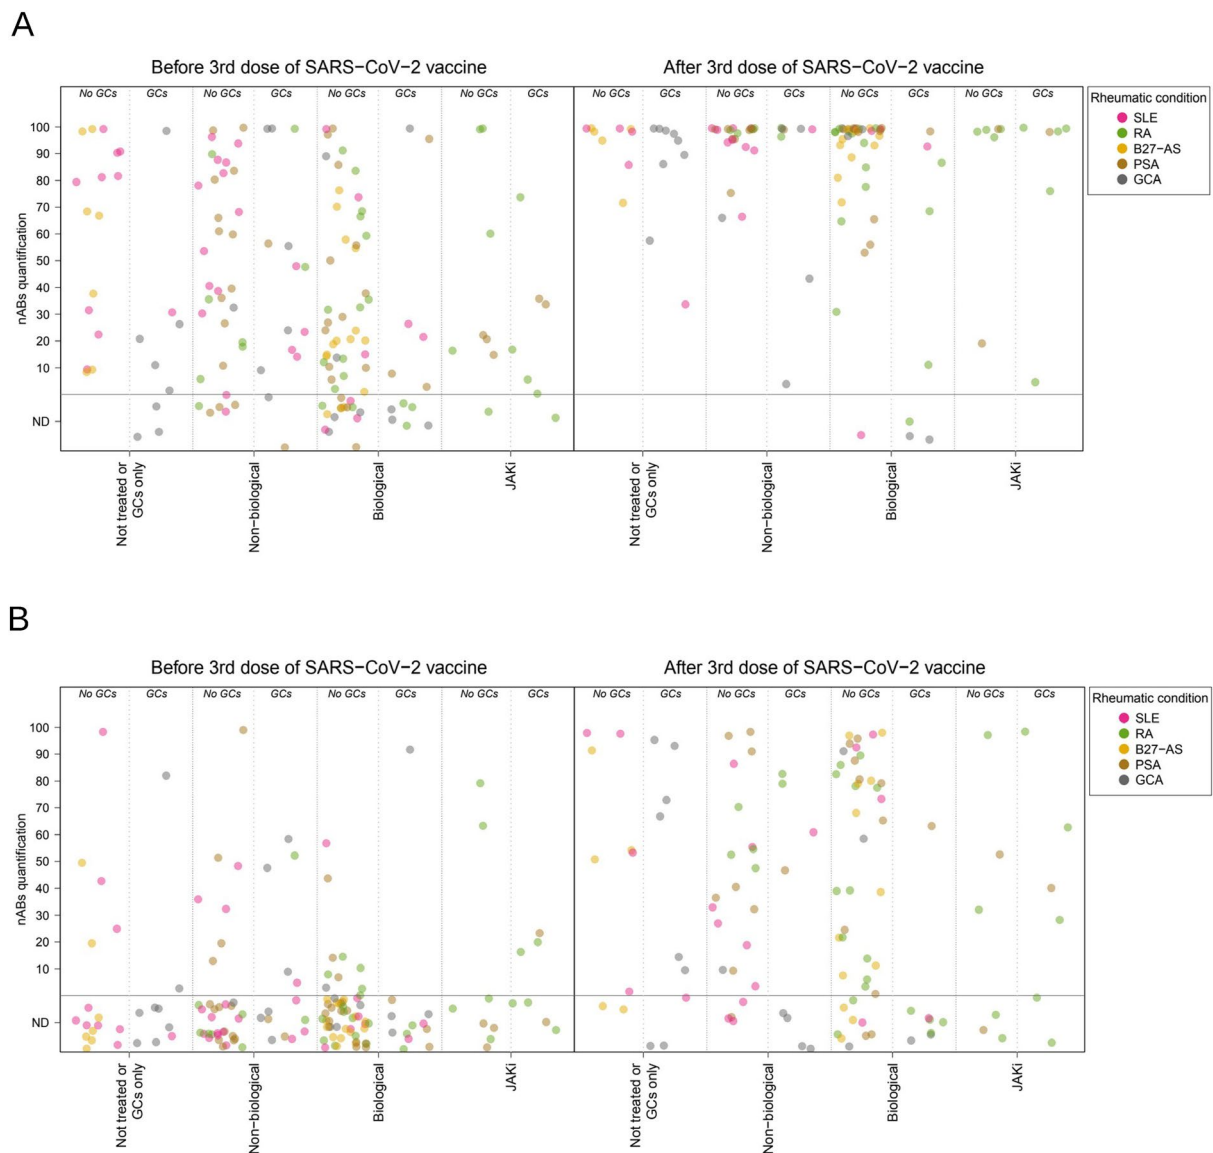 A
Before 3rd dose of SARS−CoV−2 vaccine
After 3rd dose of SARS−CoV−2 vaccine
No GCs GCs No GCs GCs No GCs GCs No GCs GCs
No GCs GCs No GCs GCs No GCs GCs No GCs GCs
Rheumatic condition
SLE
RA
B27−AS
PSA
GCA
nABs quantification
100
90
80
70
60
50
40
30
20
10
ND
Not treated or
GCs only
Non−biological
Biological
JAKi
Not treated or
GCs only
Non−biological
Biological
JAKi
B
Before 3rd dose of SARS−CoV−2 vaccine
After 3rd dose of SARS−CoV−2 vaccine
No GCs GCs No GCs GCs No GCs GCs No GCs GCs
No GCs GCs No GCs GCs No GCs GCs No GCs GCs
Rheumatic condition
SLE
RA
B27−AS
PSA
GCA
nABs quantification
100
90
80
70
60
50
40
30
20
10
ND
Not treated or
GCs only
Non−biological
Biological
JAKi
Not treated or
GCs only
Non−biological
Biological
JAKi